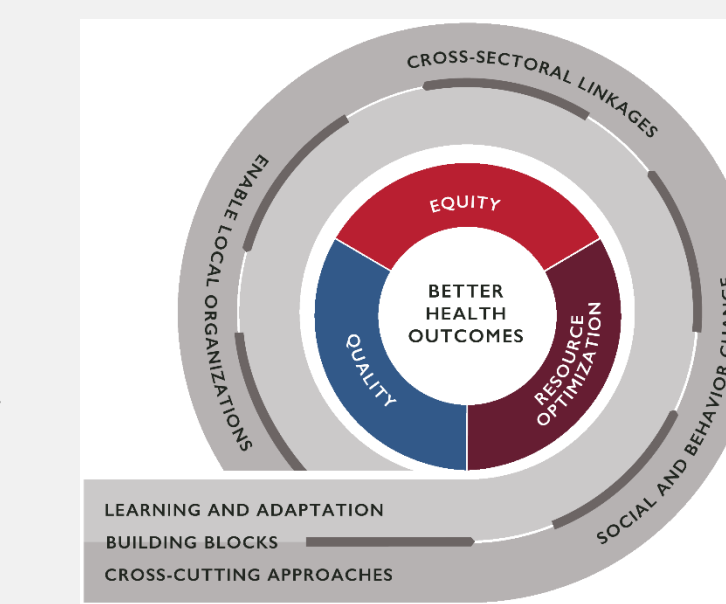 CROSS-SECTORAL LINKAGES
ENABLE LOCAL ORGANIZATIONS
EQUITY
BETTER
HEALTH
OUTCOMES
QUALITY
RESOURCE
OPTIMIZATION
SOCIAL AND BEHAVIOR CHANGE
LEARNING AND ADAPTATION
BUILDING BLOCKS
CROSS-CUTTING APPROACHES